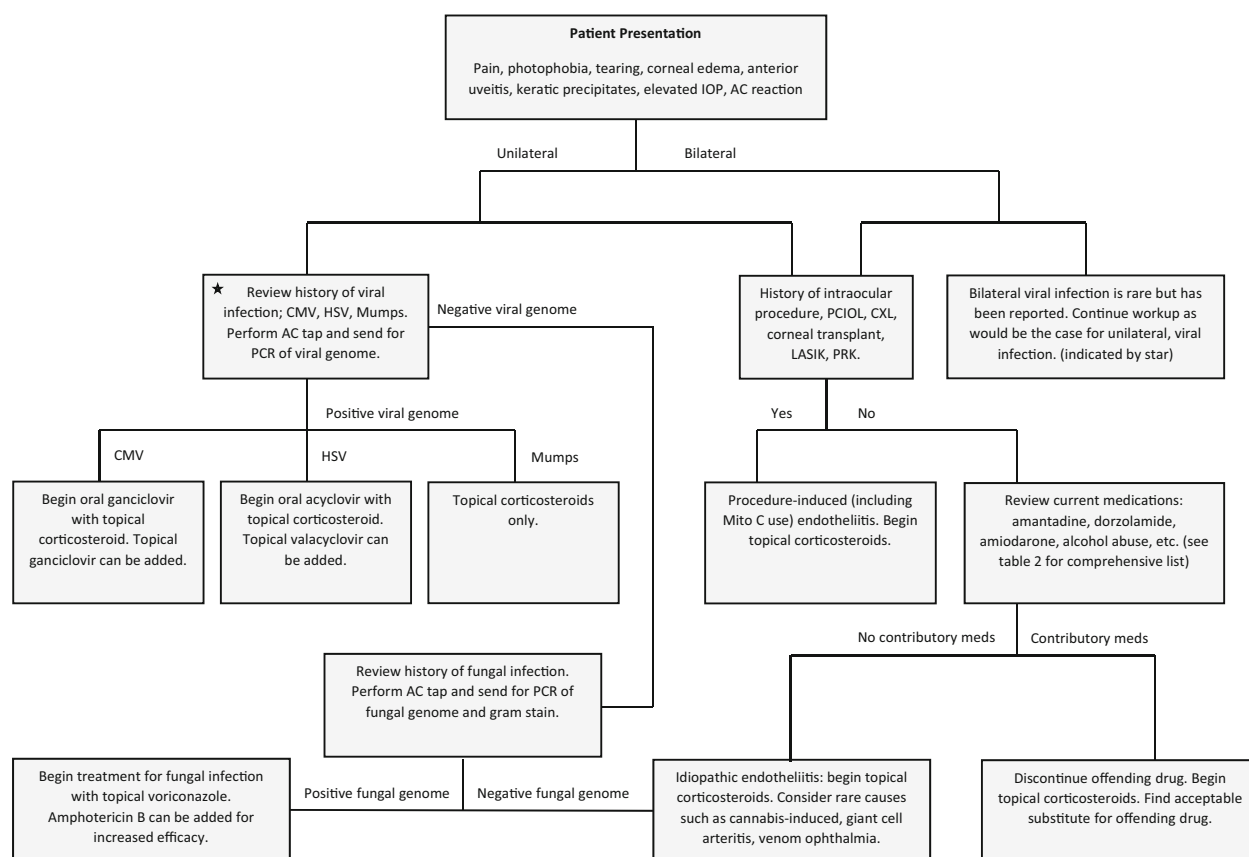 Patient Presentation
Pain, photophobia, tearing, corneal edema, anterior
uveitis, keratic precipitates, elevated IOP, AC reaction
Unilateral
Bilateral
★
Review history of viral
infection; CMV, HSV, Mumps.
Perform AC tap and send for
PCR of viral genome.
Negative viral genome
History of intraocular
procedure, PCIOL, CXL,
corneal transplant,
LASIK, PRK.
Bilateral viral infection is rare but has
been reported. Continue workup as
would be the case for unilateral, viral
infection. (indicated by star)
Positive viral genome
Yes
No
CMV
HSV
Mumps
Begin oral ganciclovir
with topical
corticosteroid. Topical
ganciclovir can be added.
Begin oral acyclovir with
topical corticosteroid.
Topical valacyclovir can
be added.
Topical corticosteroids
only.
Procedure-induced (including
Mito C use) endotheliitis. Begin
topical corticosteroids.
Review current medications:
amantadine, dorzolamide,
amiodarone, alcohol abuse, etc. (see
table 2 for comprehensive list)
No contributory meds
Contributory meds
Review history of fungal infection.
Perform AC tap and send for PCR of
fungal genome and gram stain.
Begin treatment for fungal infection
with topical voriconazole.
Amphotericin B can be added for
increased efficacy.
Positive fungal genome
Negative fungal genome
Idiopathic endotheliitis: begin topical
corticosteroids. Consider rare causes
such as cannabis-induced, giant cell
arteritis, venom ophthalmia.
Discontinue offending drug. Begin
topical corticosteroids. Find acceptable
substitute for offending drug.